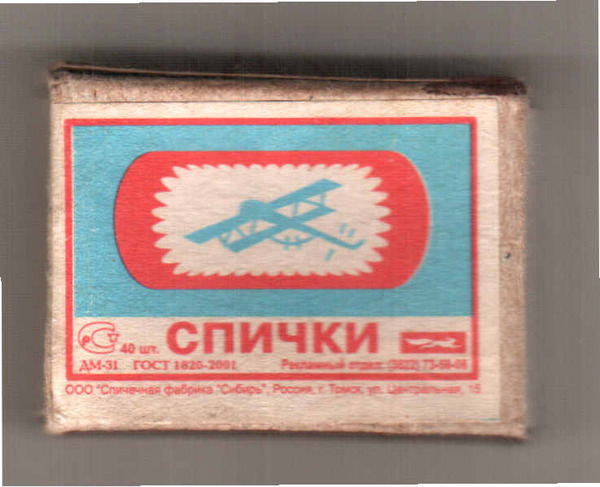 СПИЧКИ
40 шт.
ДМ-31 ГОСТ 1820-2001 Рекламный отдел: (3822) 73-58-08
ООО "Спичечная фабрика "Сибирь", Россия, г. Томск, ул. Центральная, 15